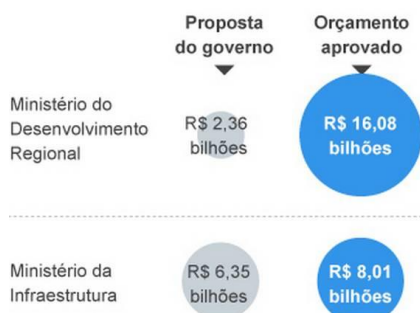 Proposta
do governo
Orçamento
aprovado
Ministério do
Desenvolvimento
Regional
R$ 2,36
bilhões
R$ 16,08
bilhões
Ministério da
Infraestrutura
R$ 6,35
bilhões
R$ 8,01
bilhões